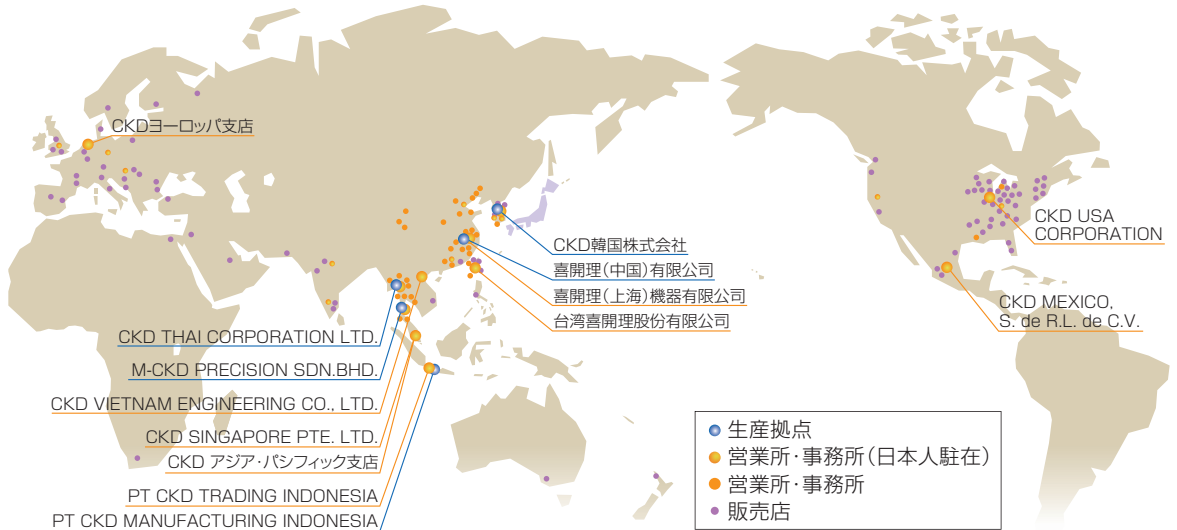 CKDヨーロッパ支店
CKD韓国株式会社
喜開理(中国)有限公司
喜開理(上海)機器有限公司
台湾喜開理股份有限公司
CKD USA
CORPORATION
CKD MEXICO,
S. de R.L. de C.V.
CKD THAI CORPORATION LTD.
M-CKD PRECISION SDN.BHD.
CKD VIETNAM ENGINEERING CO., LTD.
CKD SINGAPORE PTE. LTD.
CKD アジア・パシフィック支店
PT CKD TRADING INDONESIA
PT CKD MANUFACTURING INDONESIA
生産拠点
営業所・事務所(日本人駐在)
営業所・事務所
販売店